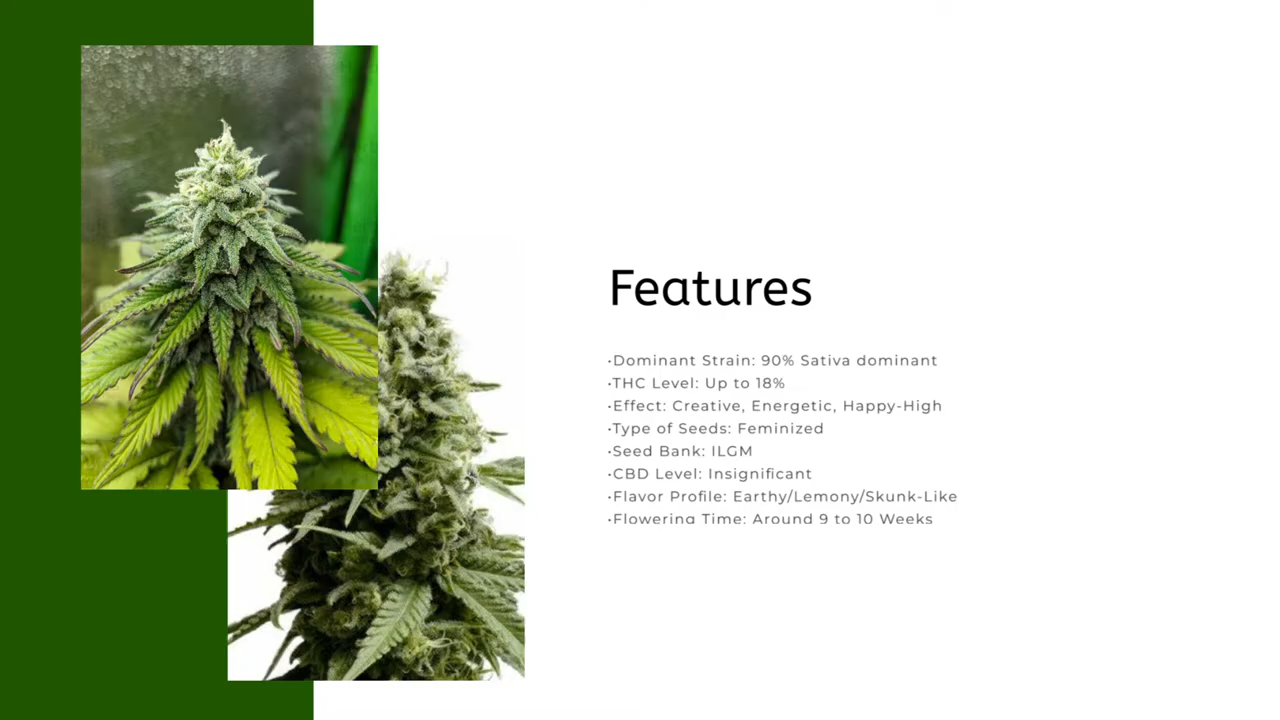 Features
•Dominant Strain: 90% Sativa dominant
•THC Level: Up to 18%
•Effect: Creative, Energetic, Happy-High
•Type of Seeds: Feminized
•Seed Bank: ILGM
•CBD Level: Insignificant
•Flavor Profile: Earthy/Lemony/Skunk-Like
•Flowering Time: Around 9 to 10 Weeks